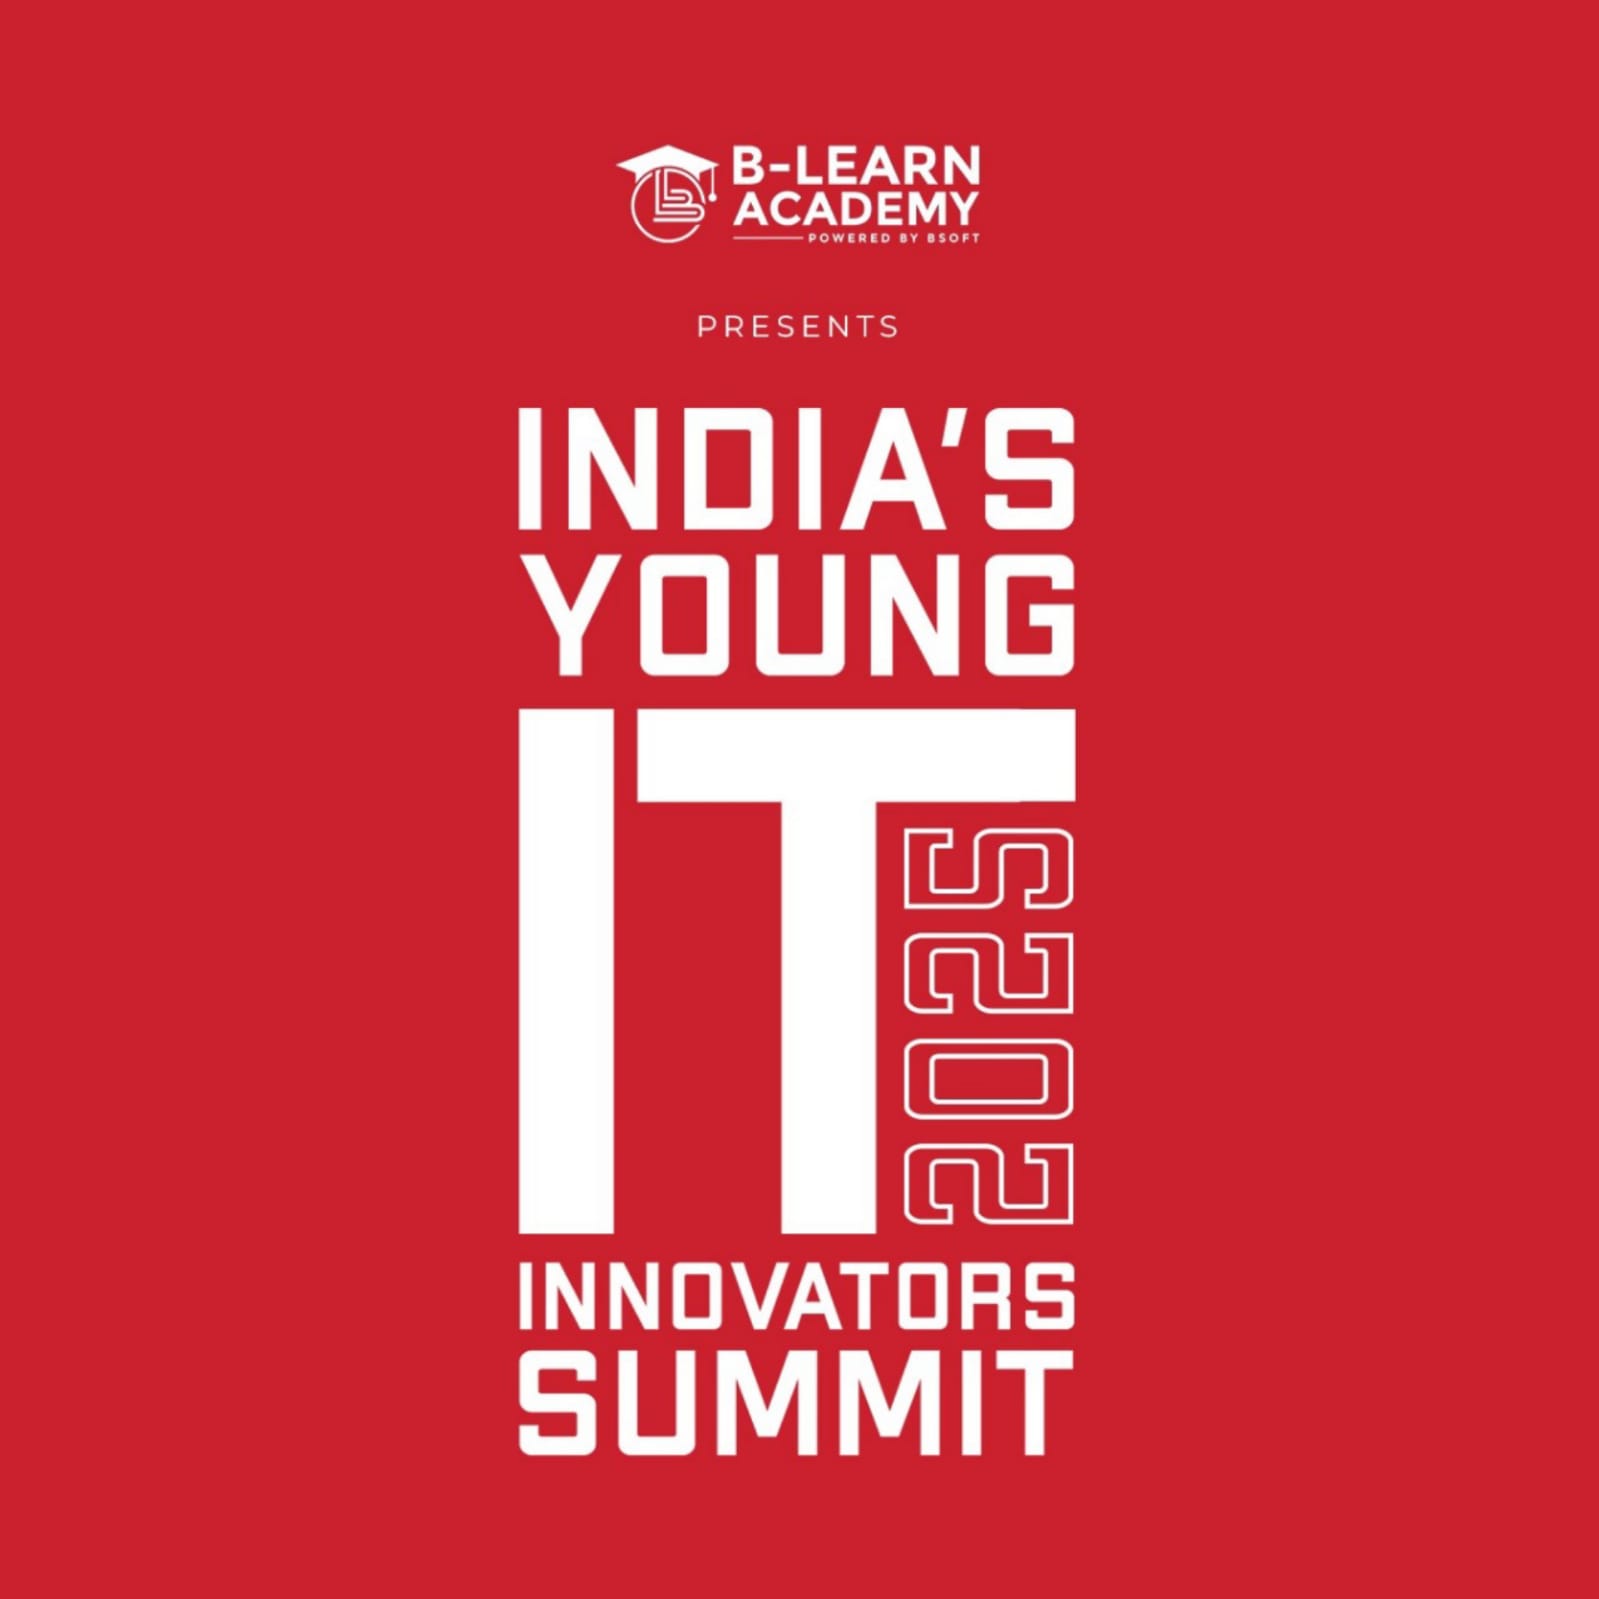 B-LEARN
ACADEMY
POWERED BY BSOFT
PRESENTS
INDIA'S
YOUNG
IT
2025
INNOVATORS
SUMMIT